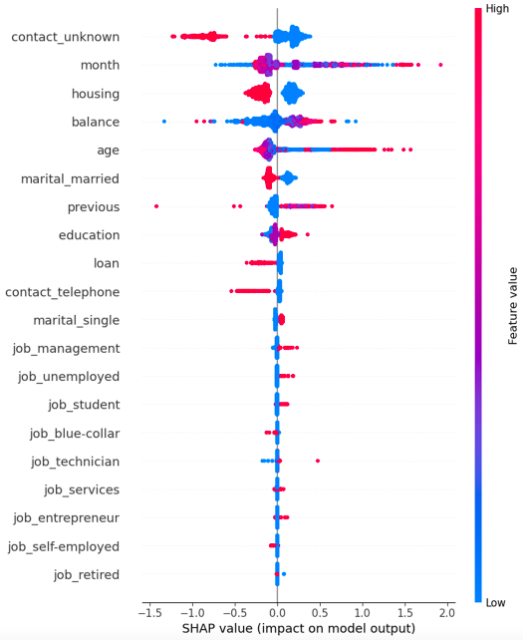 High
contact_unknown
month
housing
balance
age
marital_married
previous
education
loan
contact_telephone
marital_single
job_management
job_unemployed
job_student
job_blue-collar
job_technician
job_services
job_entrepreneur
job_self-employed
job_retired
Feature value
Low
−1.5 −1.0 −0.5 0.0 0.5 1.0 1.5 2.0
SHAP value (impact on model output)